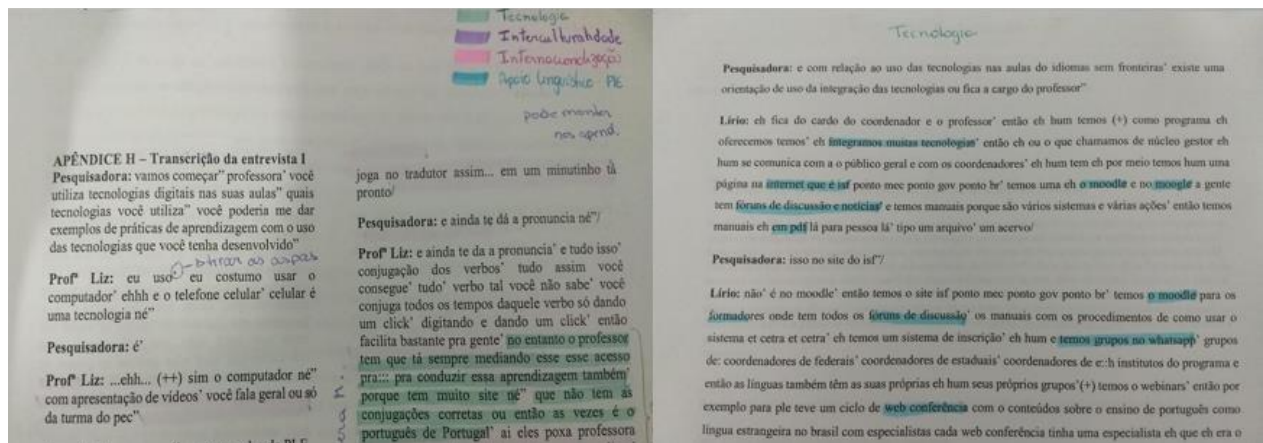 Tecnologia
Interculturalidade
Internacionalização
Apoio linguístico - PLE
pode manter
nos apend.
APÊNDICE H – Transcrição da entrevista I
Pesquisadora: vamos começar" professora' você
utiliza tecnologias digitais nas suas aulas" quais
tecnologias você utiliza" você poderia me dar
exemplos de práticas de aprendizagem com o uso
das tecnologias que você tenha desenvolvido"
tirar as aspas
Profª Liz: eu uso' eu costumo usar o
computador' ehhh e o telefone celular' celular é
uma tecnologia né"
Pesquisadora: é'
Profª Liz: ...ehh... (++) sim o computador né"
com apresentação de vídeos' você fala geral ou só
da turma do pec"
joga no tradutor assim... em um minutinho tà
pronto/
Pesquisadora: e ainda te dá a pronuncia né"/
Profª Liz: e ainda te da a pronuncia' e tudo isso'
conjugação dos verbos' tudo assim você
consegue' tudo' verbo tal você não sabe' você
conjuga todos os tempos daquele verbo só dando
um click' digitando e dando um click' então
facilita bastante pra gente' no entanto o professor
tem que tá sempre mediando esse esse acesso
pra::: pra conduzir essa aprendizagem também'
porque tem muito site né" que não tem as
conjugações corretas ou então as vezes é o
português de Portugal' ai eles poxa professora
Tecnologia
Pesquisadora: e com relação ao uso das tecnologias nas aulas do idiomas sem fronteiras' existe uma
orientação de uso da integração das tecnologias ou fica a cargo do professor"
Lírio: eh fica do cardo do coordenador e o professor' então eh hum temos (+) como programa eh
oferecemos temos' eh integramos muitas tecnologias' então eh ou o que chamamos de núcleo gestor eh
hum se comunica com a o público geral e com os coordenadores' eh hum tem eh por meio temos hum uma
página na internet que é isf ponto mec ponto gov ponto br' temos uma eh o moodle e no moogle a gente
tem fóruns de discussão e notícias' e temos manuais porque são vários sistemas e várias ações' então temos
manuais eh em pdf lá para pessoa lá' tipo um arquivo' um acervo/
Pesquisadora: isso no site do isf"/
Lírio: não' é no moodle' então temos o site isf ponto mec ponto gov ponto br' temos o moodle para os
formadores onde tem todos os fóruns de discussão' os manuais com os procedimentos de como usar o
sistema et cetra et cetra' eh temos um sistema de inscrição' eh hum e temos grupos no whatsapp' grupos
de: coordenadores de federais' coordenadores de estaduais' coordenadores de e::h institutos do programa e
então as línguas também têm as suas próprias eh hum seus próprios grupos'(+) temos o webinars' então por
exemplo para ple teve um ciclo de web conferência com o conteúdos sobre o ensino de português como
língua estrangeira no brasil com especialistas cada web conferência tinha uma especialista eh que eh era o